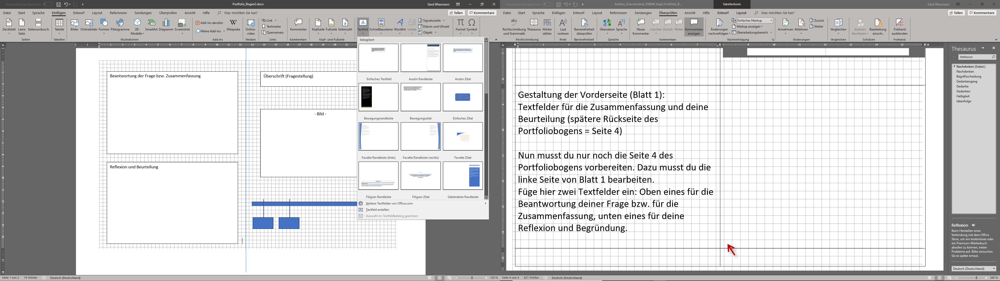 Automatisches Speichern
Portfolio_Bogen2.docx
Gerd Wiesmann
Datei Start Sprache Einfügen Entwurf Layout Referenzen Sendungen Überprüfen Ansicht Hilfe Was möchten Sie tun?
Teilen Kommentare
Deckblatt
Leere Seite
Seitenumbruch
Seiten
Tabelle
Tabellen
Bilder
Onlinebilder
Formen
Piktogramme
3D-Modelle
SmartArt
Diagramm
Screenshot
Illustrationen
Add-Ins abrufen
Meine Add-Ins
Wikipedia
Add-Ins
Online-video
Medien
Link
Textmarke
Querverweis
Links
Kommentar
Kommentare
Kopfzeile
Fußzeile
Seitenzahl
Kopf- und Fußzeile
Textfeld
Schnellbausteine
WordArt
Initiale
Signaturzeile
Datum und Uhrzeit
Objekt
Formel
Symbol
Beantwortung der Frage bzw. Zusammenfassung
Reflexion und Beurteilung
Überschrift (Fragestellung)
- Bild -
Integriert
Einfaches Textfeld
Austin Randleiste
Austin Zitat
Bewegungsrandleiste
Bewegungszitat
Einfaches Zitat
Facette Randleiste (links)
Facette Randleiste (rechts)
Facette Zitat
Filigran Randleiste
Filigran Zitat
Gebänderte Randleiste
Weitere Textfelder von Office.com
Textfeld erstellen
Auswahl im Textfeldkatalog speichern
Seite 1 von 2 19 Wörter Deutsch (Deutschland)
120 %
Automatisches Speichern
Antikes_Griechenland_458040_Kap4_Portfolio_B...
Tabellentools
Gerd Wiesmann
Datei Start Sprache Einfügen Entwurf Layout Referenzen Sendungen Überprüfen Ansicht Hilfe Entwurf Layout Was möchten Sie tun?
Teilen Kommentare
Rechtschreibung und Grammatik
Thesaurus
Wörter zählen
Rechtschreibung
Laut vorlesen
Rede
Barrierefreiheit überprüfen
Barrierefreiheit
Übersetzen
Sprache
Sprache
Neuer Kommentar
Löschen
Zurück
Weiter
Kommentare anzeigen
Kommentare
Änderungen nachverfolgen
Einfaches Markup
Markup anzeigen
Überarbeitungsbereich
Nachverfolgung
Annehmen
Ablehnen
Zurück
Weiter
Änderungen
Vergleichen
Vergleichen
Autoren blockieren
Bearbeitung einschr.
Schützen
Freihand ausblenden
Freihand
Gestaltung der Vorderseite (Blatt 1):
Textfelder für die Zusammenfassung und deine
Beurteilung (spätere Rückseite des
Portfoliobogens = Seite 4)
Nun musst du nur noch die Seite 4 des
Portfoliobogens vorbereiten. Dazu musst du die
linke Seite von Blatt 1 bearbeiten.
Füge hier zwei Textfelder ein: Oben eines für die
Beantwortung deiner Frage bzw. für die
Zusammenfassung, unten eines für deine
Reflexion und Begründung.
Thesaurus
Reflexion
Nachdenken (Subst.)
Nachdenken
Begriffsscheidung
Gedankengang
Gedanke
Gedanken
Helligkeit
Ideenfolge
Reflexion
Beim Herstellen einer
Verbindung mit dem Office
Store, um ein kostenloses oder
ein Premium-Wörterbuch
abrufen zu können, treten
Probleme auf. Bitte versuchen
Sie es später erneut.
Deutsch (Deutschland)
Seite 4 von 4 621 Wörter Deutsch (Deutschland)
260 %